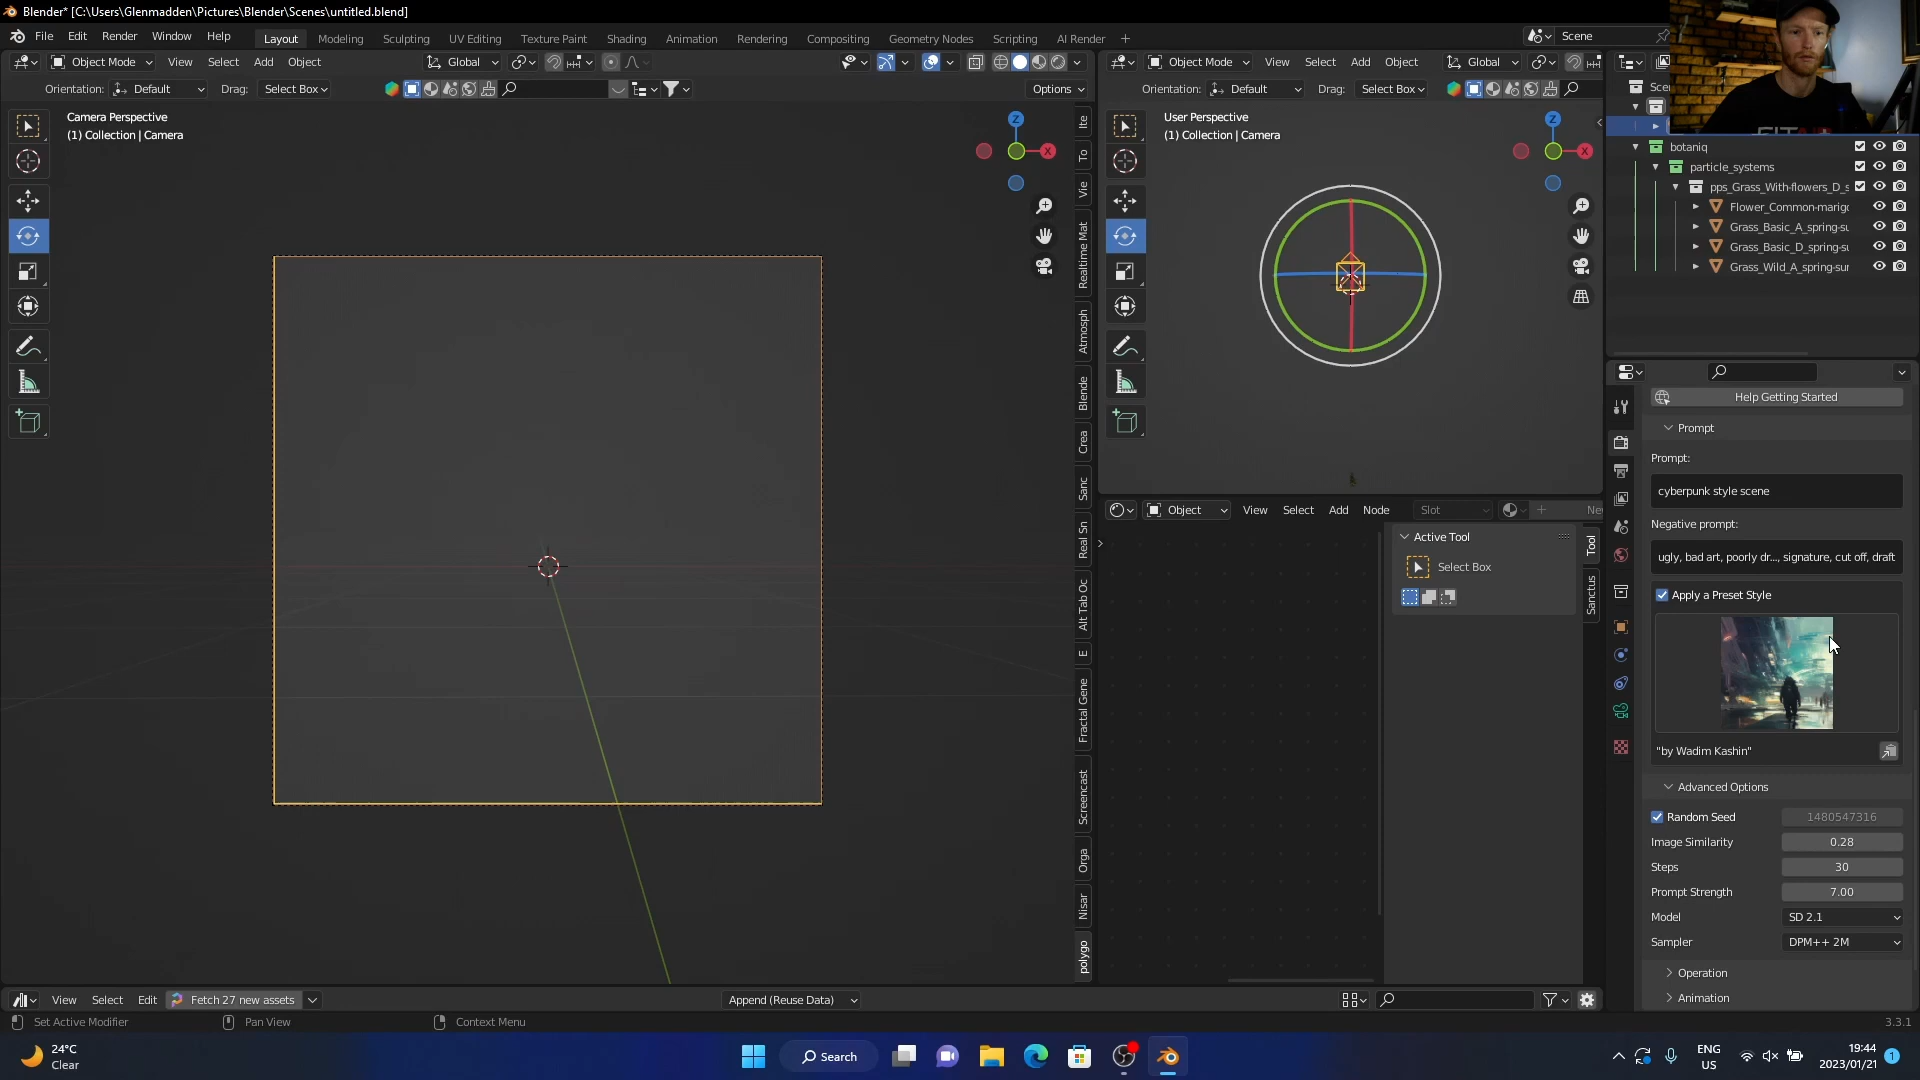 Blender* [C:\Users\Glenmadden\Pictures\Blender\Scenes\untitled.blend]
File Edit Render Window Help Layout Modeling Sculpting UV Editing Texture Paint Shading Animation Rendering Compositing Geometry Nodes Scripting AI Render + Scene
Object Mode View Select Add Object Global
Object Mode View Select Add Object Global
Orientation: Default Drag: Select Box Options
Orientation: Default Drag: Select Box
Camera Perspective
(1) Collection | Camera
User Perspective
(1) Collection | Camera
Z
X
Z
X
Ite
To
Vie
Realtime Mat
Atmosph
Blende
Crea
Sanc
Real Sn
Alt Tab Oc
E
Fractal Gene
Screencast
Orga
Nisar
polygo
Sce
botaniq
particle_systems
pps_Grass_With-flowers_D_s
Flower_Common-marigo
Grass_Basic_A_spring-su
Grass_Basic_D_spring-su
Grass_Wild_A_spring-sur
Object View Select Add Object Node Slot Ne
Active Tool
Select Box
Tool
Sanctus
Help Getting Started
Prompt
Prompt:
cyberpunk style scene
Negative prompt:
ugly, bad art, poorly dr..., signature, cut off, draft
Apply a Preset Style
"by Wadim Kashin"
Advanced Options
Random Seed 1480547316
Image Similarity 0.28
Steps 30
Prompt Strength 7.00
Model SD 2.1
Sampler DPM++ 2M
Operation
Animation
View Select Edit Fetch 27 new assets Append (Reuse Data)
Set Active Modifier Pan View Context Menu 3.3.1
24°C
Clear
Search
ENG
US
19:44
2023/01/21
1